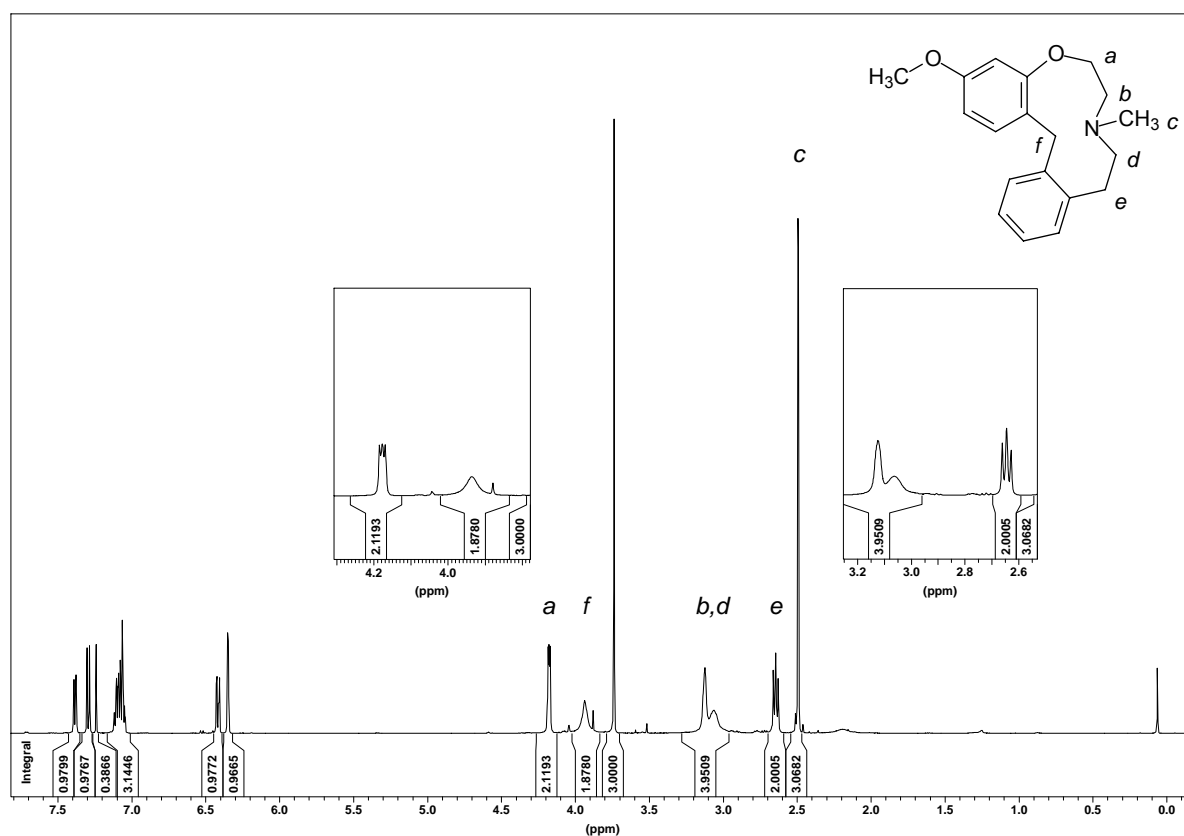 O
O
H3C
a
b
N
CH3 c
f
d
e
c
2.1193
1.8780
3.0000
4.2
4.0
(ppm)
3.9509
2.0005
3.0682
3.2
3.0
2.8
2.6
(ppm)
a
f
b,d
e
Integral
0.9799
0.9767
0.3866
3.1446
0.9772
0.9665
2.1193
1.8780
3.0000
3.9509
2.0005
3.0682
7.5
7.0
6.5
6.0
5.5
5.0
4.5
4.0
3.5
3.0
2.5
2.0
1.5
1.0
0.5
0.0
(ppm)